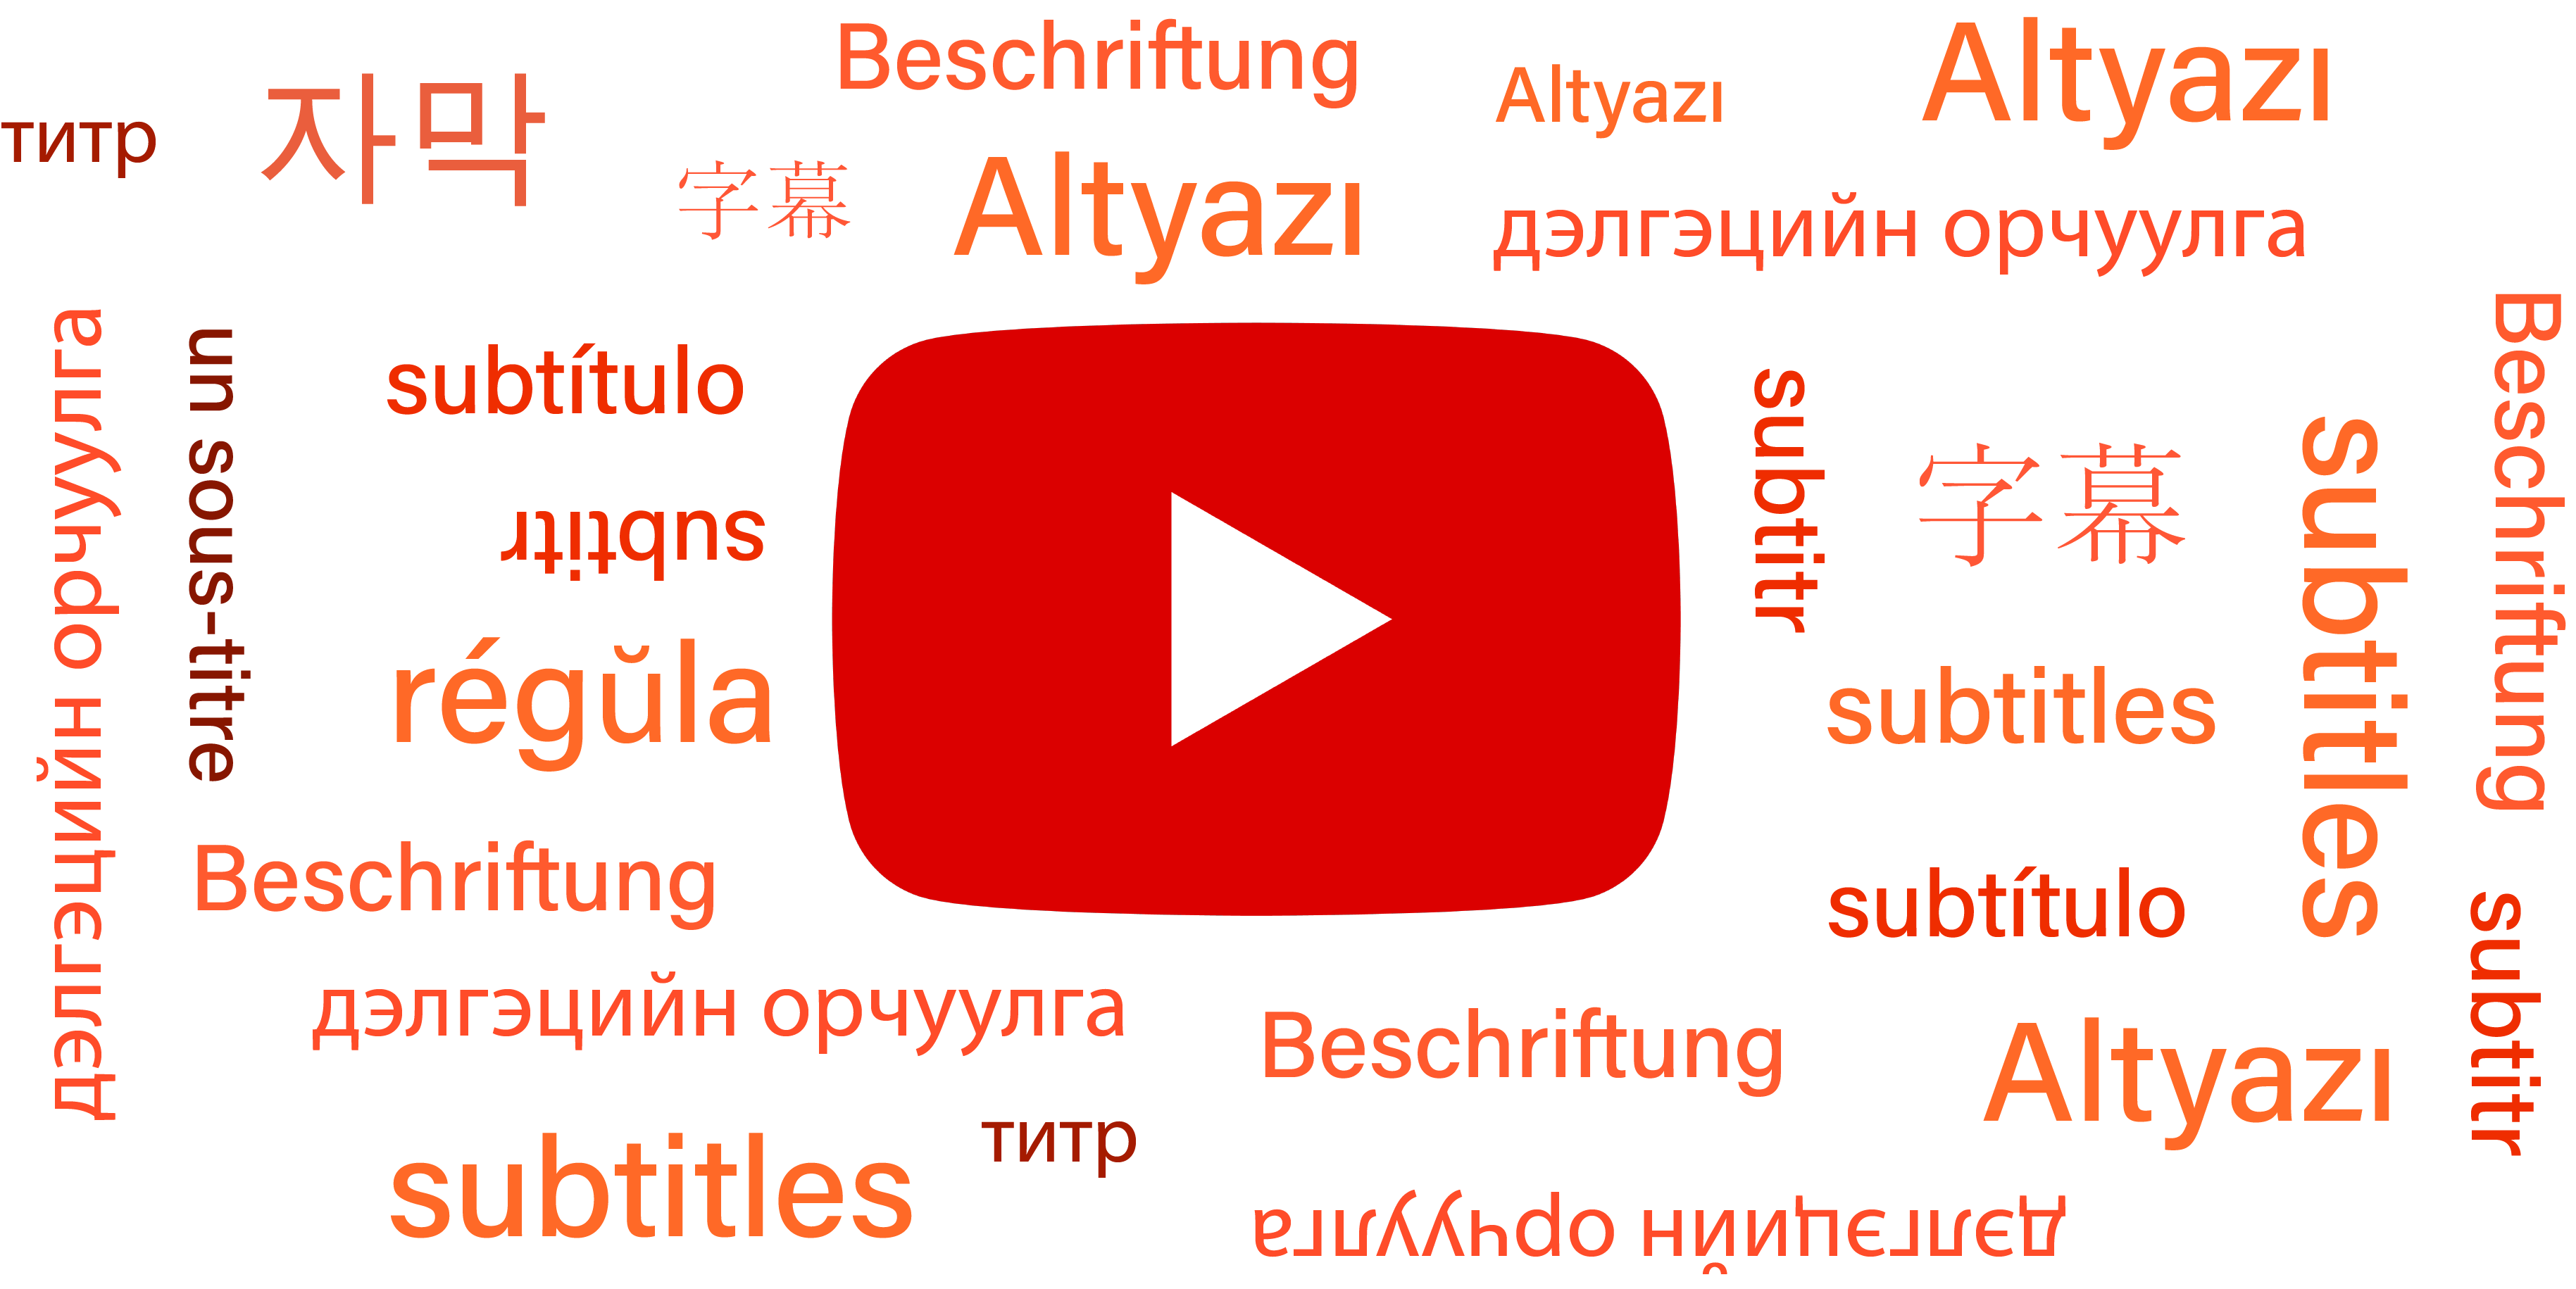 Beschriftung
Altyazı
Altyazı
титр
자막
字幕
Altyazı
дэлгэцийн орчуулга
дэлгэцийн орчуулга
un sous-titre
subtítulo
subtitr
régŭla
Beschriftung
subtitr
字幕
subtitles
subtitles
Beschriftung
subtítulo
subtitr
дэлгэцийн орчуулга
Beschriftung
Altyazı
subtitles
титр
дэлгэцийн орчуулга